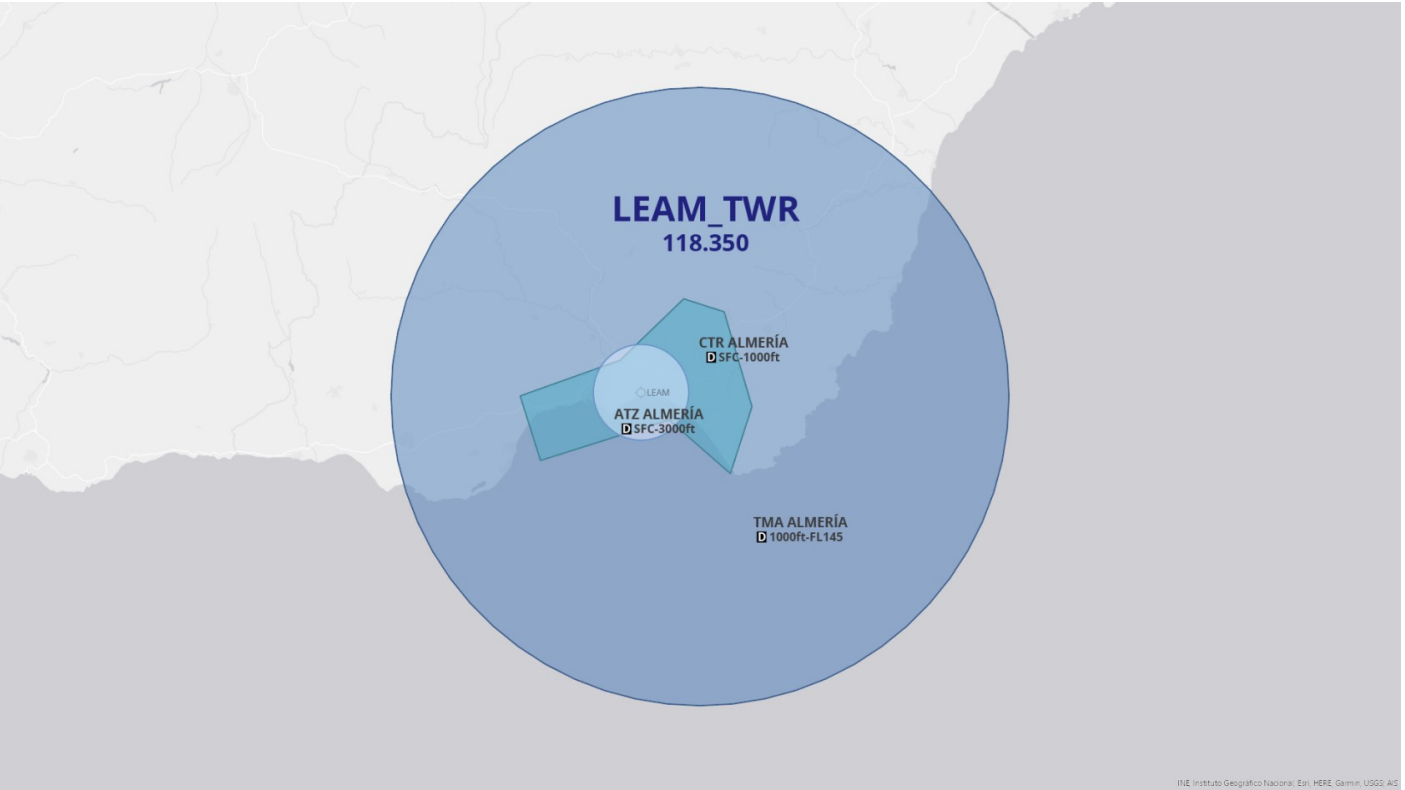 LEAM_TWR
118.350
CTR ALMERÍA
D SFC-1000ft
LEAM
ATZ ALMERÍA
D SFC-3000ft
TMA ALMERÍA
D 1000ft-FL145
INE, Instituto Geográfico Nacional, Esri, HERE, Garmin, USGS; AIS